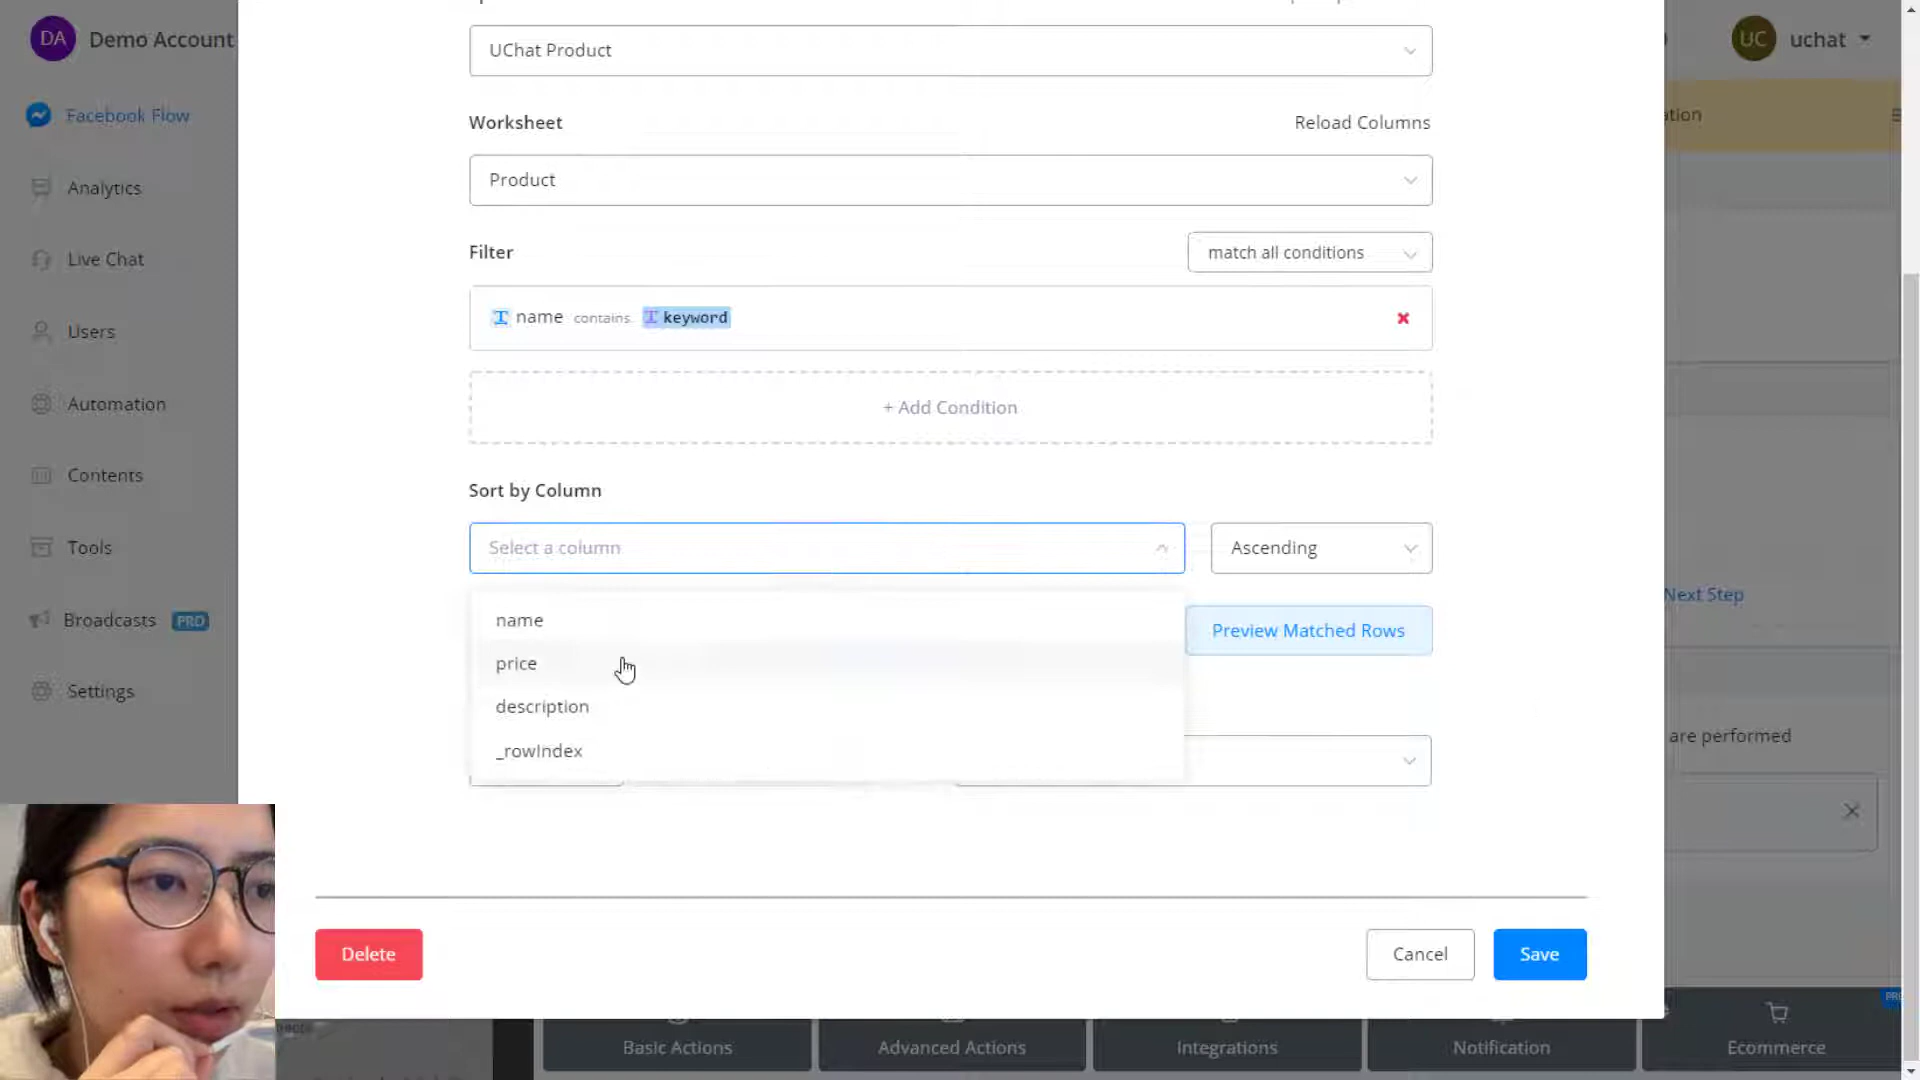 DA Demo Account
UC uchat
UChat Product
Facebook Flow
Worksheet
Reload Columns
Analytics
Product
Filter
match all conditions
Live Chat
name contains keyword
Users
Automation
+ Add Condition
Contents
Sort by Column
Tools
Select a column
Ascending
Next Step
Broadcasts PRO
name
Preview Matched Rows
price
Settings
description
are performed
_rowIndex
Delete
Cancel
Save
Basic Actions
Advanced Actions
Integrations
Notification
Ecommerce